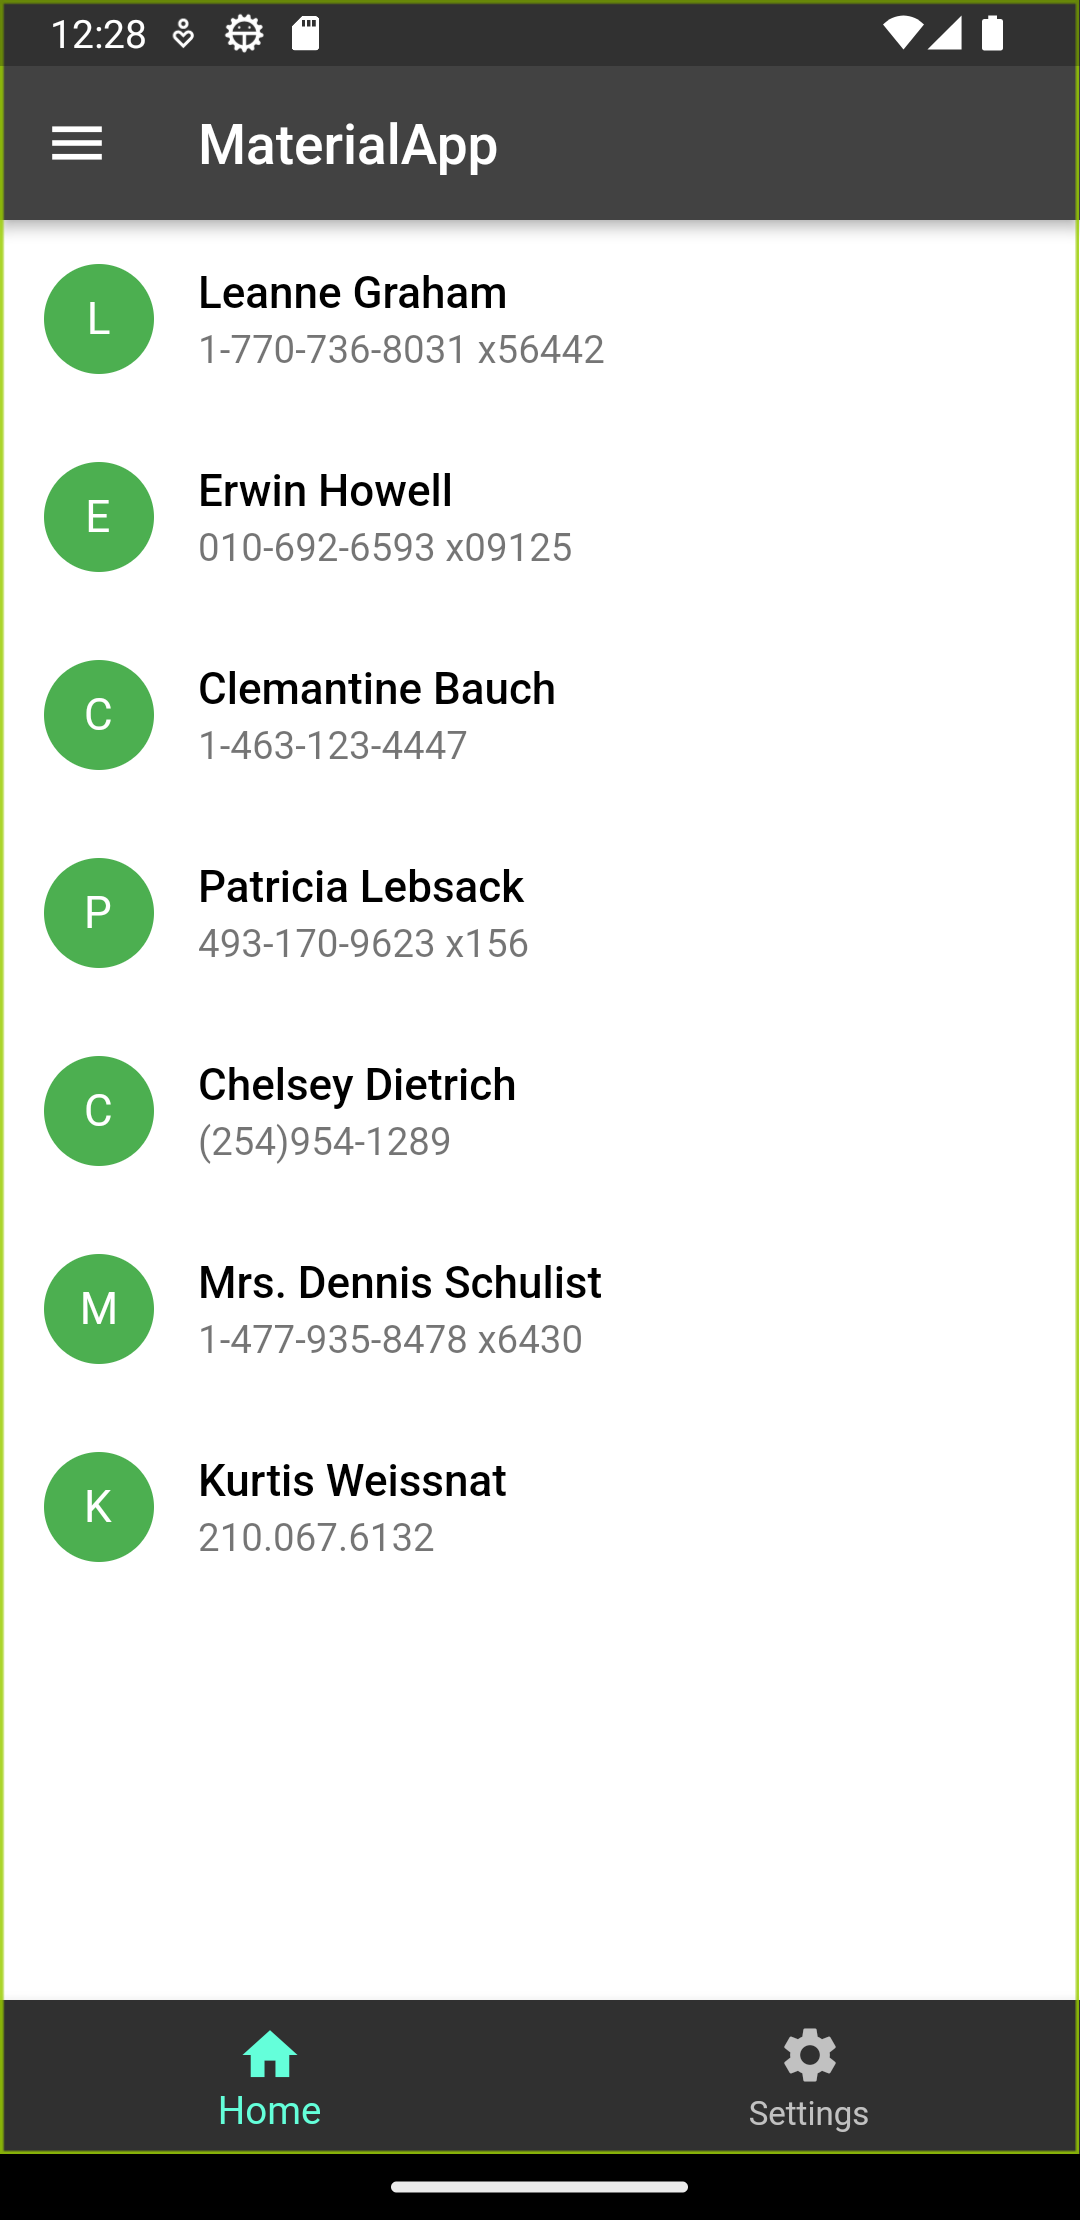 12:28
MaterialApp
L
Leanne Graham
1-770-736-8031 x56442
E
Erwin Howell
010-692-6593 x09125
C
Clemantine Bauch
1-463-123-4447
P
Patricia Lebsack
493-170-9623 x156
C
Chelsey Dietrich
(254)954-1289
M
Mrs. Dennis Schulist
1-477-935-8478 x6430
K
Kurtis Weissnat
210.067.6132
Home
Settings